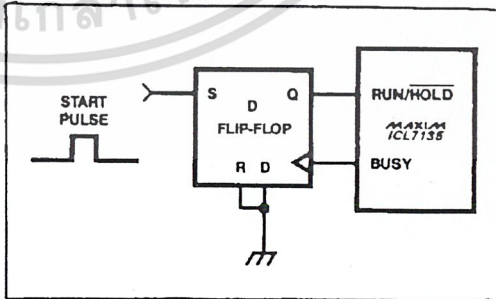 START
PULSE
S
D
Q
FLIP-FLOP
R D
RUN/HOLD
MAXIM
ICL7135
BUSY